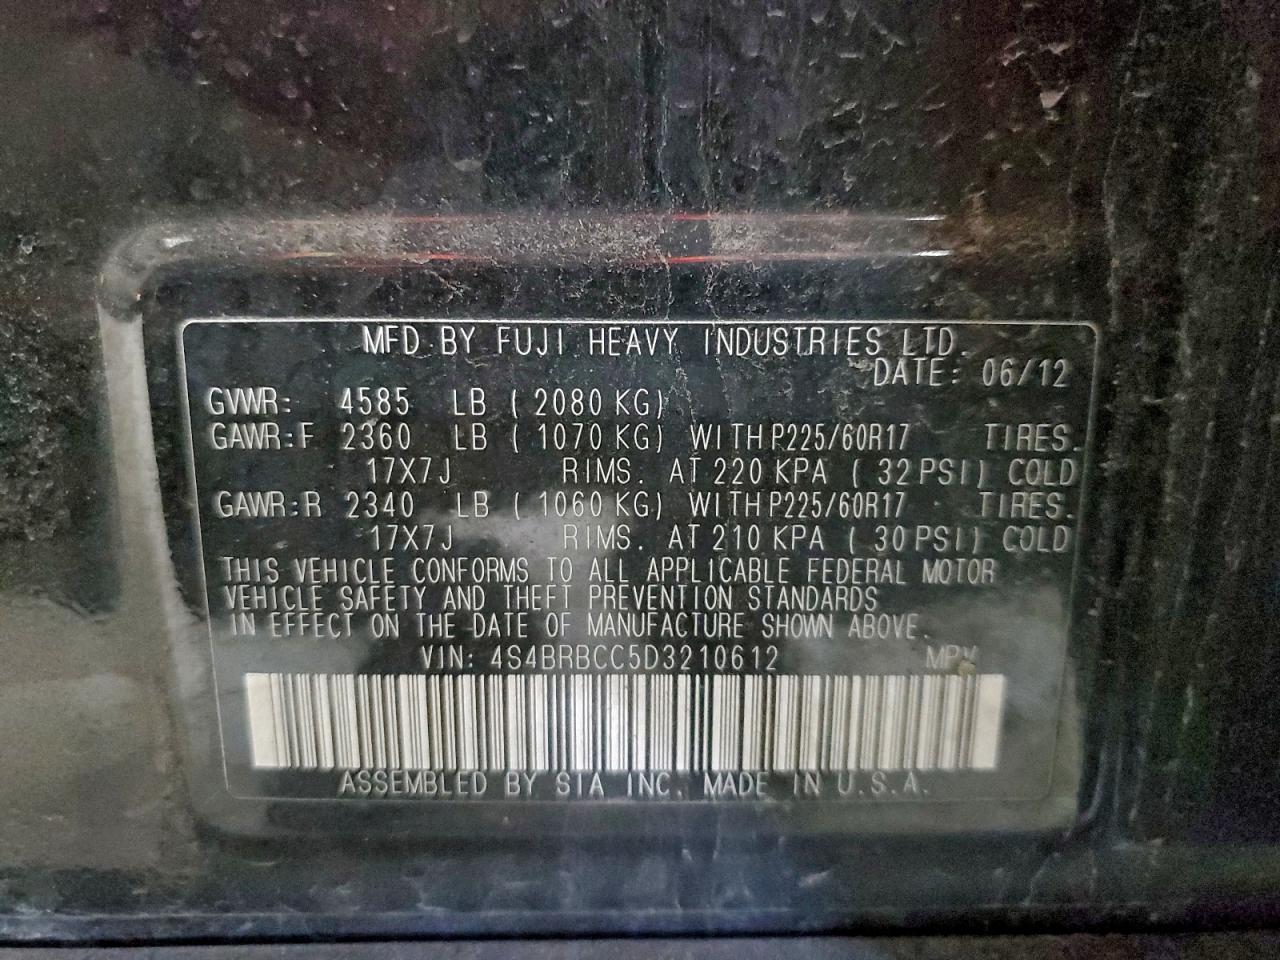 MFD BY FUJI HEAVY INDUSTRIES LTD.
DATE: 06/12
GVWR: 4585 LB ( 2080 KG)
GAWR:F 2360 LB ( 1070 KG) WITH P225/60R17 TIRES.
17X7J RIMS. AT 220 KPA ( 32 PSI) COLD
GAWR:R 2340 LB ( 1060 KG) WITH P225/60R17 TIRES.
17X7J RIMS. AT 210 KPA ( 30 PSI) COLD
THIS VEHICLE CONFORMS TO ALL APPLICABLE FEDERAL MOTOR
VEHICLE SAFETY AND THEFT PREVENTION STANDARDS
IN EFFECT ON THE DATE OF MANUFACTURE SHOWN ABOVE.
VIN: 4S4BRBCC5D3210612 MPV
ASSEMBLED BY SIA INC. MADE IN U.S.A.